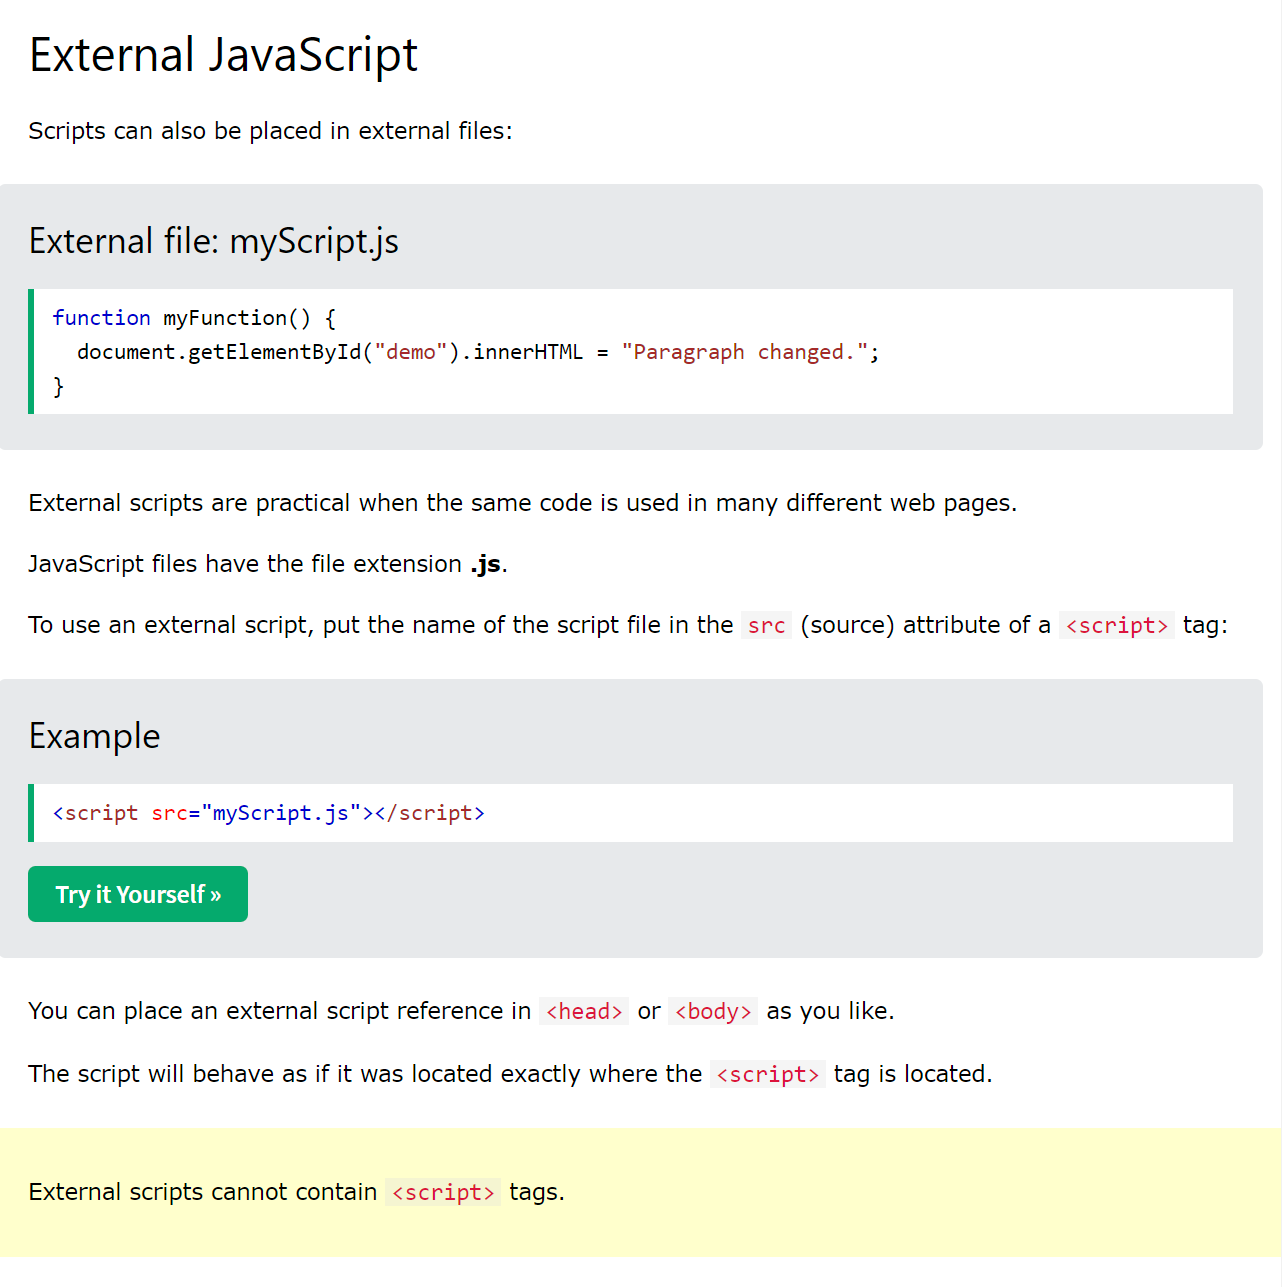 External JavaScript
Scripts can also be placed in external files:
External file: myScript.js
function myFunction() {
  document.getElementById("demo").innerHTML = "Paragraph changed.";
}
External scripts are practical when the same code is used in many different web pages.
JavaScript files have the file extension .js.
To use an external script, put the name of the script file in the src (source) attribute of a <script> tag:
Example
<script src="myScript.js"></script>
Try it Yourself »
You can place an external script reference in <head> or <body> as you like.
The script will behave as if it was located exactly where the <script> tag is located.
External scripts cannot contain <script> tags.